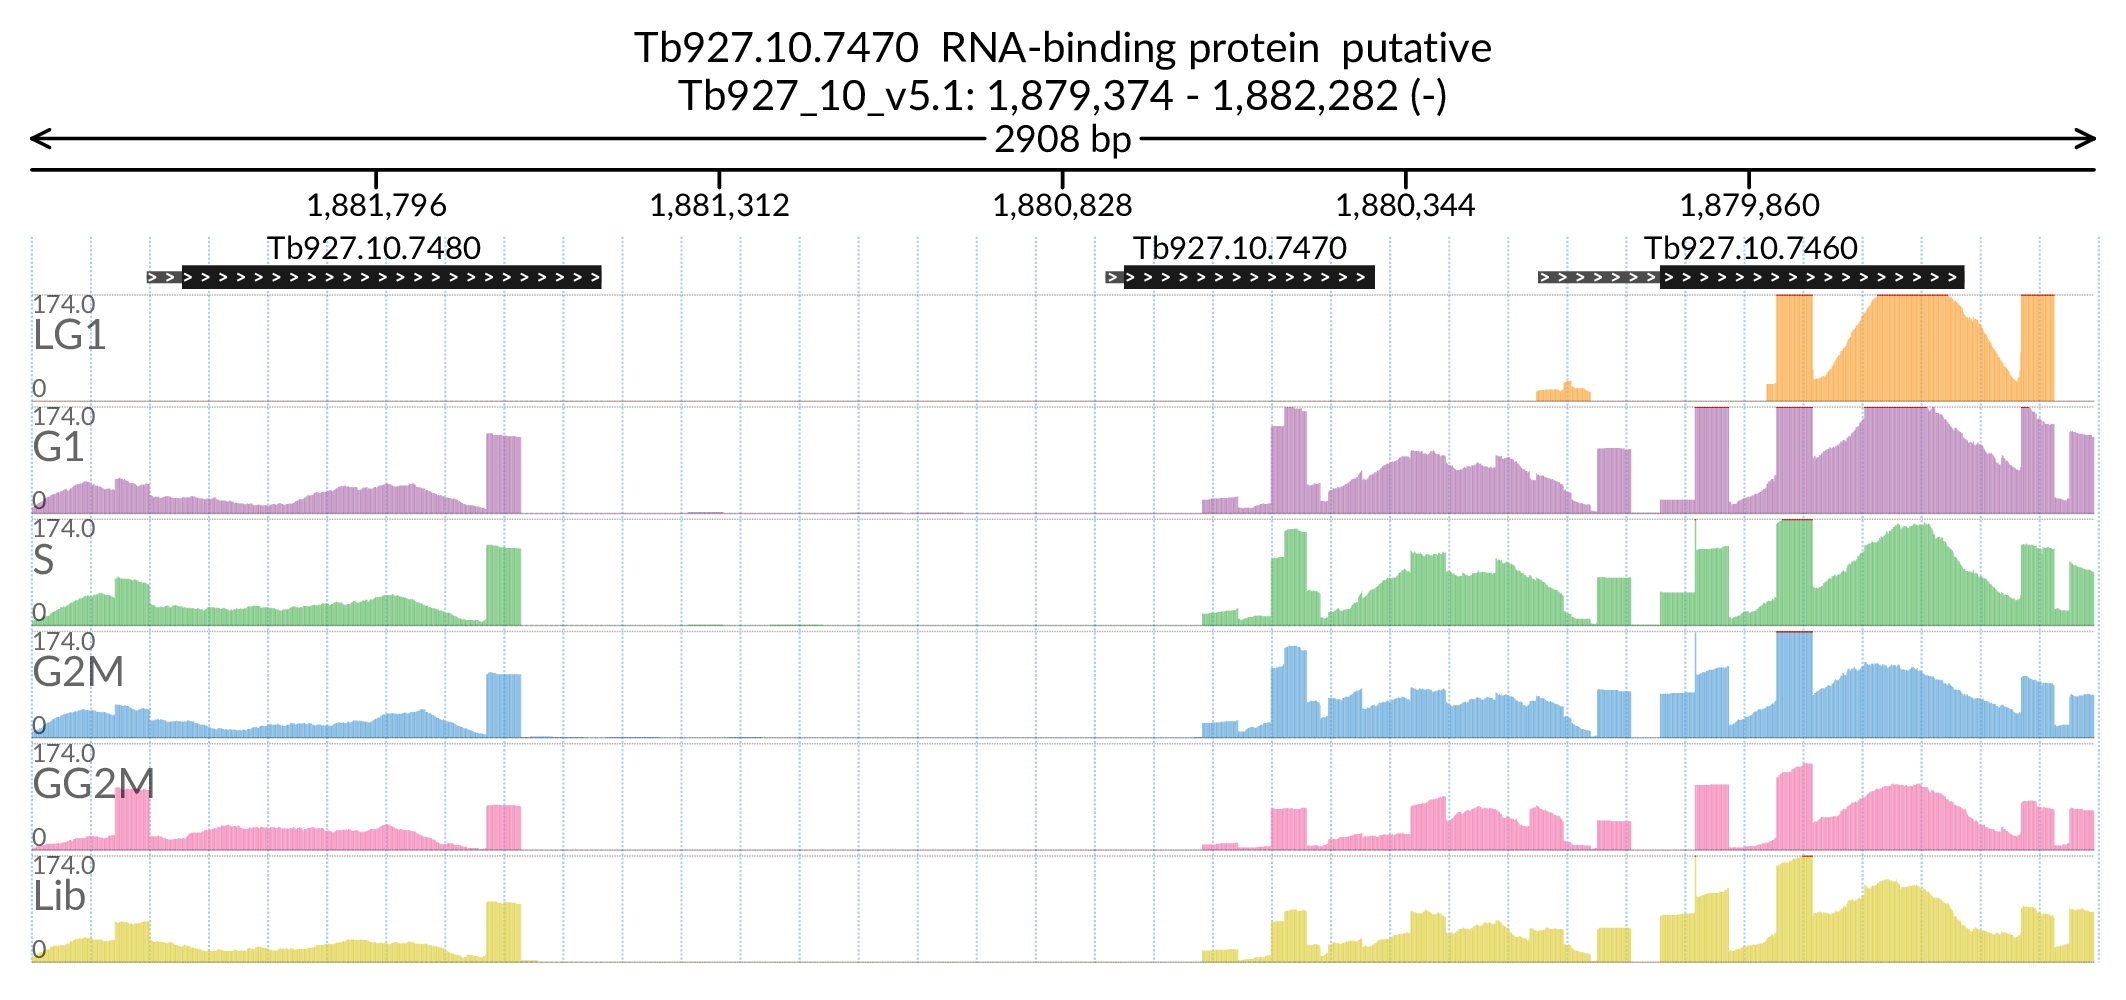 Tb927.10.7470  RNA-binding protein  putative
Tb927_10_v5.1: 1,879,374 - 1,882,282 (-)
2908 bp
1,881,796 1,881,312 1,880,828 1,880,344 1,879,860
Tb927.10.7480 Tb927.10.7470 Tb927.10.7460
174.0
LG1
0
174.0
G1
0
174.0
S
0
174.0
G2M
0
174.0
GG2M
0
174.0
Lib
0